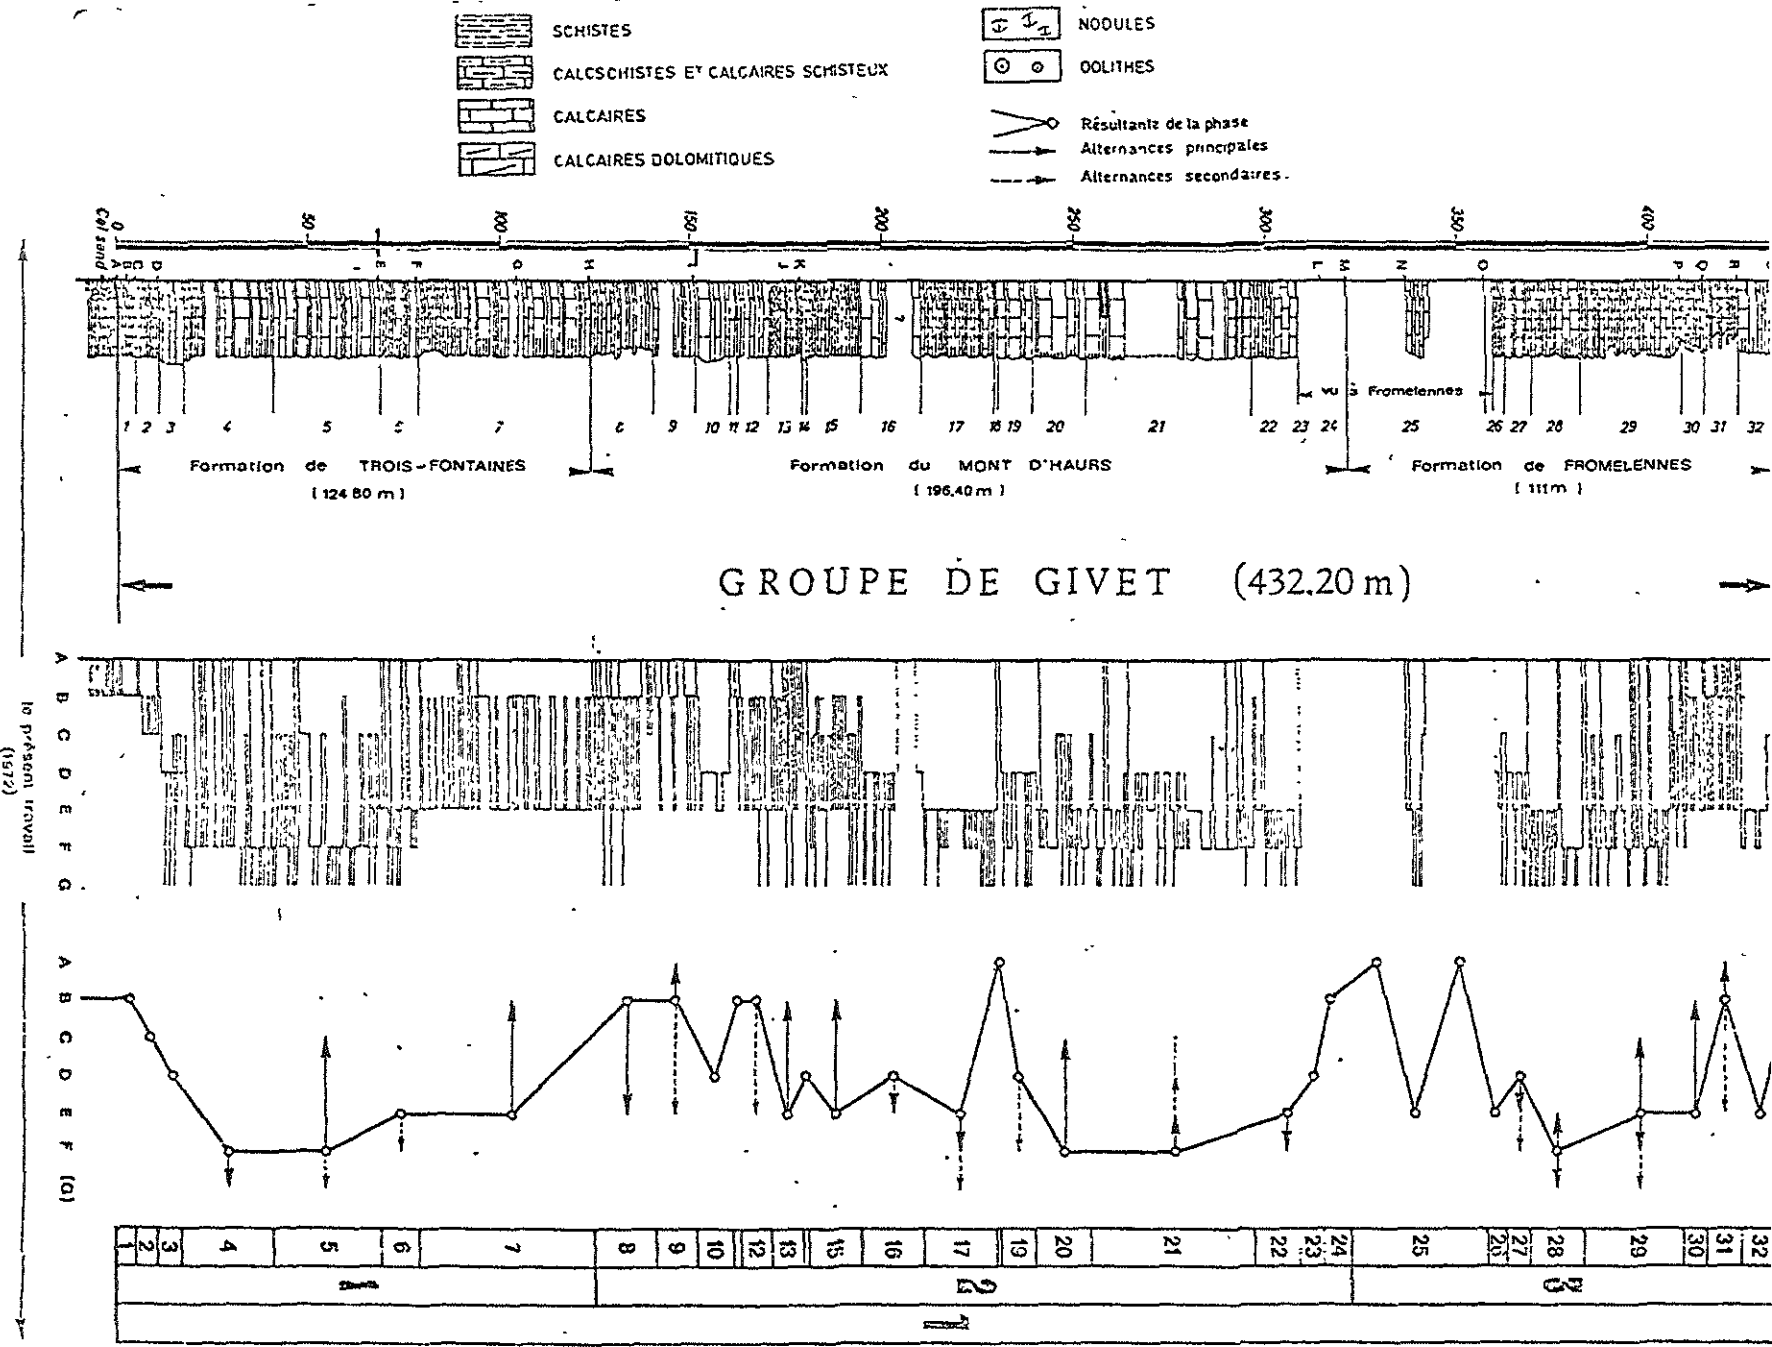 SCHISTES
CALCSCHISTES ET CALCAIRES SCHISTEUX
CALCAIRES
CALCAIRES DOLOMITIQUES
NODULES
OOLITHES
Résultante de la phase
Alternances principales
Alternances secondaires.
0 50 100 150 200 250 300 350 400
A B C D E F G H I J K L M N O P Q R
vu à Fromelennes
1 2 3 4 5 6 7 8 9 10 11 12 13 14 15 16 17 18 19 20 21 22 23 24 25 26 27 28 29 30 31 32
Formation de TROIS-FONTAINES
(124.80 m)
Formation du MONT D'HAURS
(196,40 m)
Formation de FROMELENNES
(111m)
GROUPE DE GIVET (432.20 m)
le présent travail
(1972)
A
B
C
D
E
F
G
A
B
C
D
E
F
(G)
1 2 3 4 5 6 7 8 9 10 12 13 15 16 17 19 20 21 22 23 24 25 26 27 28 29 30 31 32
1 2 3
1